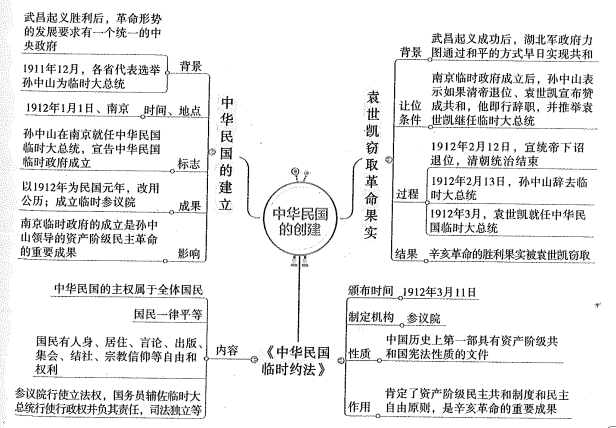 中华民国
的创建
中华民国的建立
背景
武昌起义胜利后，革命形势
的发展要求有一个统一的中
央政府
1911年12月，各省代表选举
孙中山为临时大总统
时间、地点
1912年1月1日、南京
标志
孙中山在南京就任中华民国
临时大总统，宣告中华民国
临时政府成立
成果
以1912年为民国元年，改用
公历；成立临时参议院
影响
南京临时政府的成立是孙中
山领导的资产阶级民主革命
的重要成果
袁世凯窃取革命果实
背景
武昌起义成功后，湖北军政府力
图通过和平的方式早日实现共和
让位
条件
南京临时政府成立后，孙中山表
示如果清帝退位、袁世凯宣布赞
成共和，他即行辞职，并推举袁
世凯继任临时大总统
过程
1912年2月12日，宣统帝下诏
退位，清朝统治结束
1912年2月13日，孙中山辞去临
时大总统
1912年3月，袁世凯就任中华民
国临时大总统
结果
辛亥革命的胜利果实被袁世凯窃取
《中华民国
临时约法》
内容
中华民国的主权属于全体国民
国民一律平等
国民有人身、居住、言论、出版、
集会、结社、宗教信仰等自由和
权利
参议院行使立法权，国务员辅佐临时大
总统行使行政权并负其责任，司法独立等
颁布时间
1912年3月11日
制定机构
参议院
性质
中国历史上第一部具有资产阶级共
和国宪法性质的文件
作用
肯定了资产阶级民主共和制度和民主
自由原则，是辛亥革命的重要成果